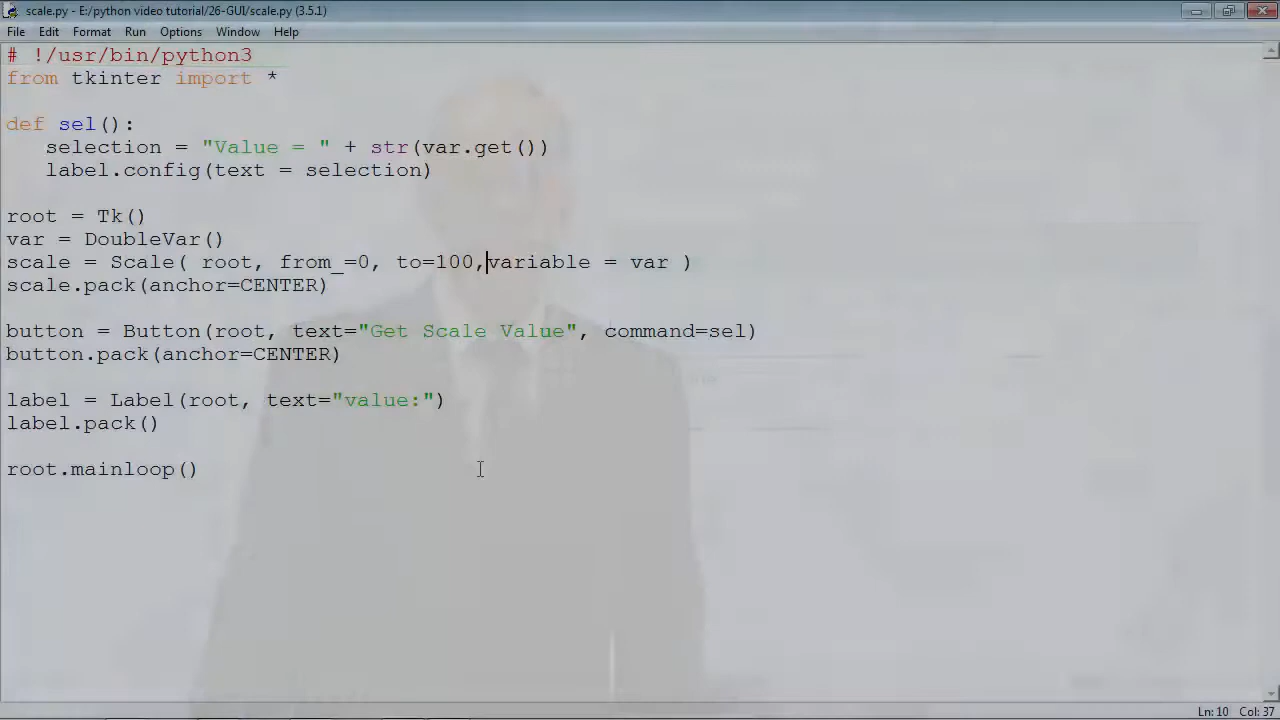 scale.py - E:/python video tutorial/26-GUI/scale.py (3.5.1)
File Edit Format Run Options Window Help
# !/usr/bin/python3
from tkinter import *
def sel():
selection = "Value = " + str(var.get())
label.config(text = selection)
root = Tk()
var = DoubleVar()
scale = Scale( root, from_=0, to=100,variable = var )
scale.pack(anchor=CENTER)
button = Button(root, text="Get Scale Value", command=sel)
button.pack(anchor=CENTER)
label = Label(root, text="value:")
label.pack()
root.mainloop()
Ln: 10 Col: 37